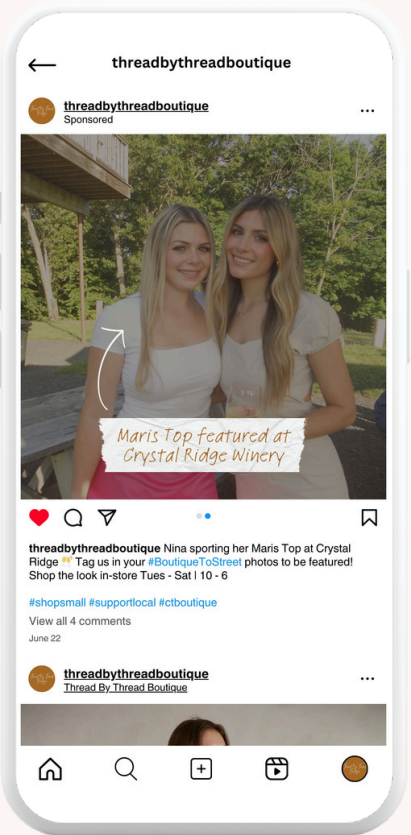 threadbythreadboutique
threadbythreadboutique
Sponsored
Maris Top featured at
Crystal Ridge Winery
threadbythreadboutique Nina sporting her Maris Top at Crystal
Ridge 🙌 Tag us in your #BoutiqueToStreet photos to be featured!
Shop the look in-store Tues - Sat | 10 - 6
#shopsmall #supportlocal #ctboutique
View all 4 comments
June 22
threadbythreadboutique
Thread By Thread Boutique